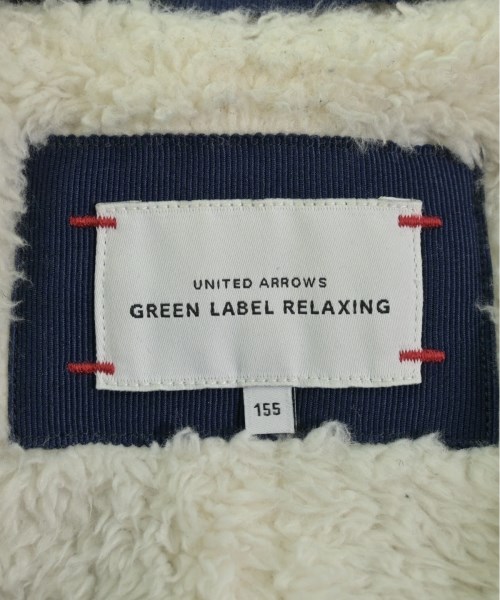 UNITED ARROWS
GREEN LABEL RELAXING
155